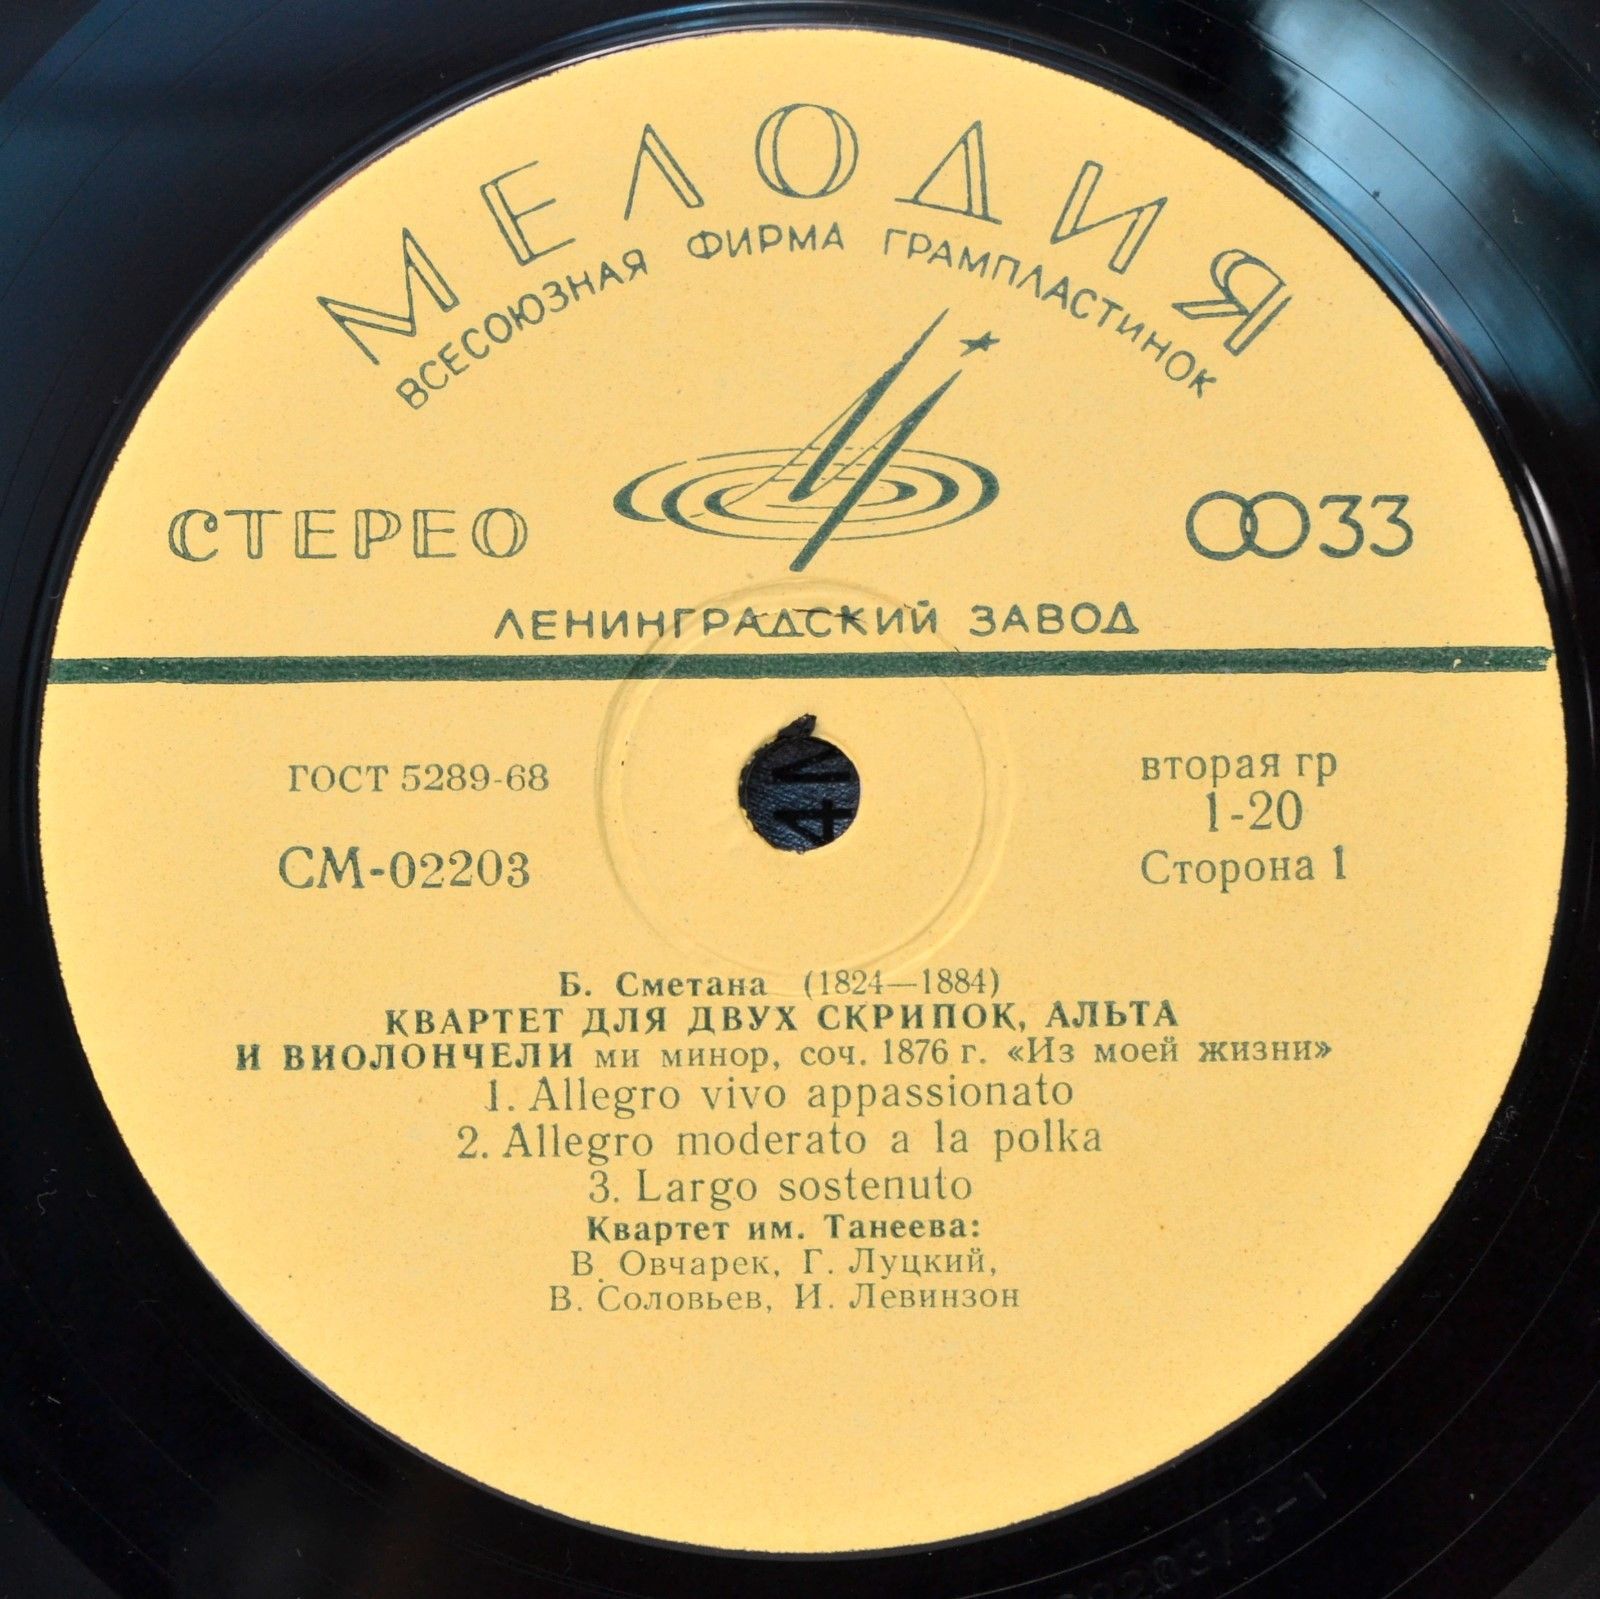 МЕЛОДИЯ
ВСЕСОЮЗНАЯ ФИРМА ГРАМПЛАСТИНОК
СТЕРЕО
33
ЛЕНИНГРАДСКИЙ ЗАВОД
ГОСТ 5289-68
СМ-02203
вторая гр
1-20
Сторона 1
Б. Сметана (1824—1884)
КВАРТЕТ ДЛЯ ДВУХ СКРИПОК, АЛЬТА
И ВИОЛОНЧЕЛИ ми минор, соч. 1876 г. «Из моей жизни»
1. Allegro vivo appassionato
2. Allegro moderato a la polka
3. Largo sostenuto
Квартет им. Танеева:
В. Овчарек, Г. Луцкий,
В. Соловьев, И. Левинзон